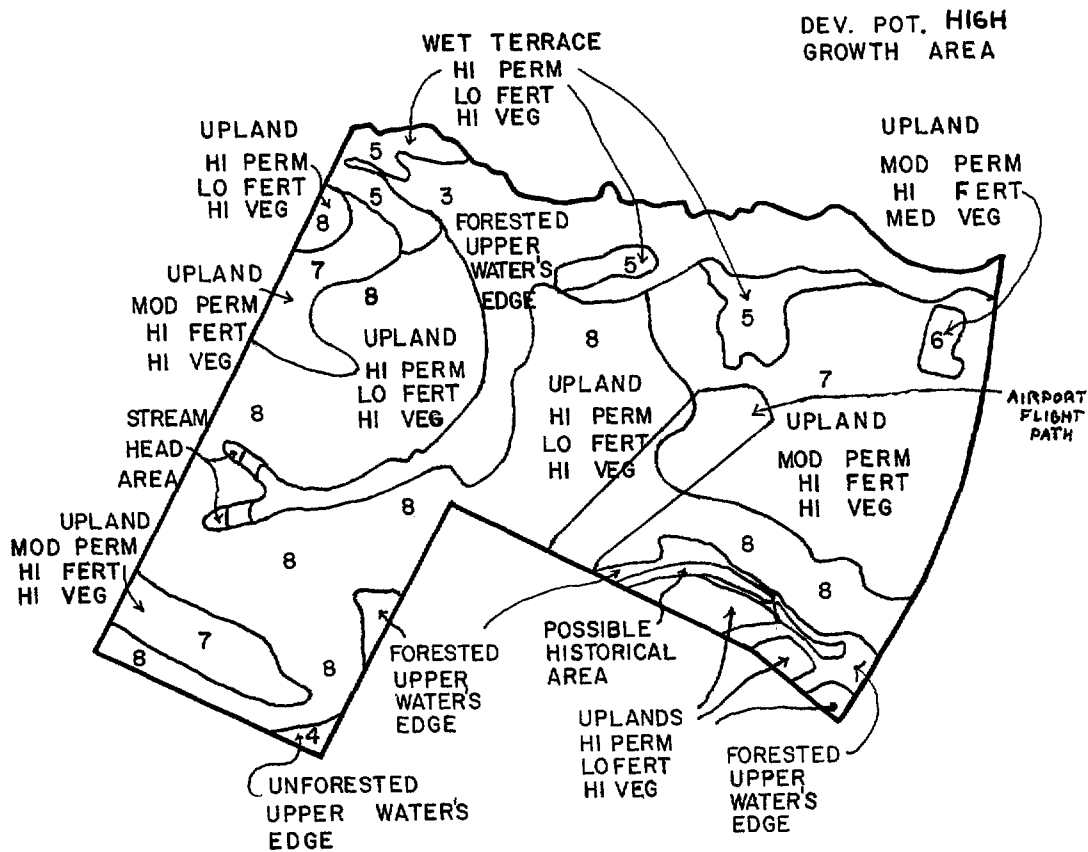 DEV. POT. HIGH
GROWTH AREA
WET TERRACE
HI PERM
LO FERT
HI VEG
UPLAND
HI PERM
LO FERT
HI VEG
UPLAND
MOD PERM
HI FERT
MED VEG
5
5
3
8
FORESTED
UPPER
WATER'S
EDGE
5
7
UPLAND
MOD PERM
HI FERT
HI VEG
8
UPLAND
HI PERM
LO FERT
HI VEG
8
UPLAND
HI PERM
LO FERT
HI VEG
5
6
7
UPLAND
MOD PERM
HI FERT
HI VEG
AIRPORT
FLIGHT
PATH
8
STREAM
HEAD
AREA
8
8
UPLAND
MOD PERM
HI FERT
HI VEG
8
8
7
8
8
4
FORESTED
UPPER
WATER'S
EDGE
POSSIBLE
HISTORICAL
AREA
UPLANDS
HI PERM
LO FERT
HI VEG
FORESTED
UPPER
WATER'S
EDGE
UNFORESTED
UPPER WATER'S
EDGE